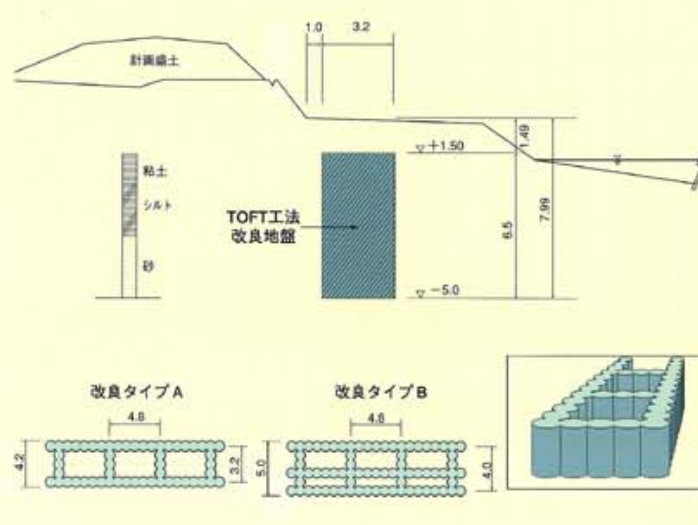 1.0
3.2
計画盛土
1.49
▽+1.50
粘土
シルト
TOFT工法
改良地盤
6.5
7.99
砂
▽−5.0
改良タイプA
改良タイプB
4.8
4.8
4.2
3.2
5.0
4.0